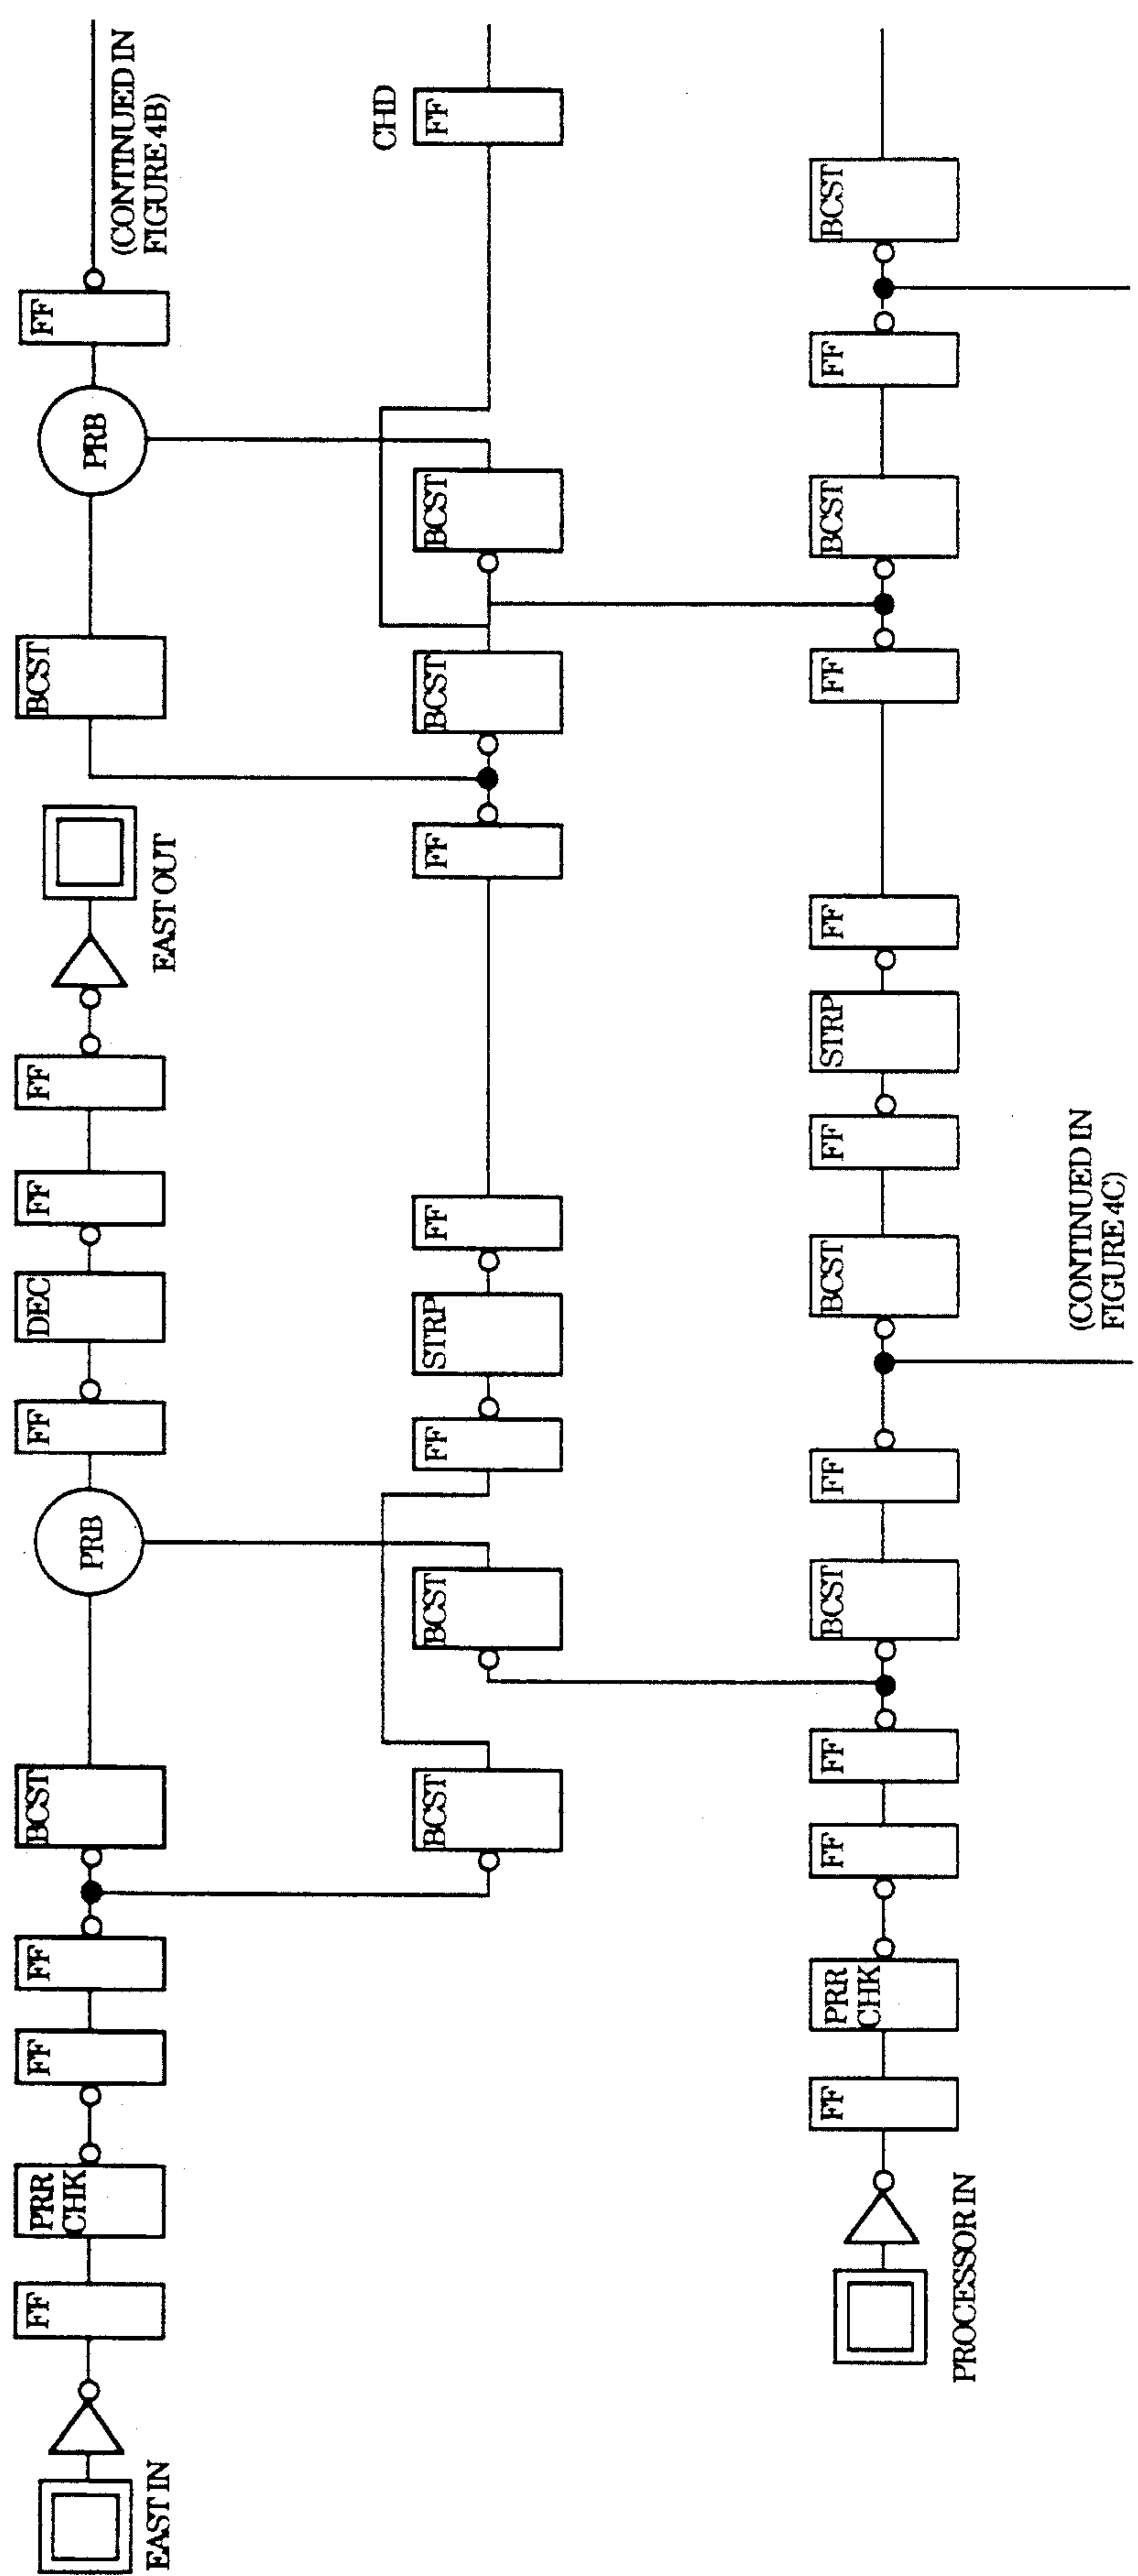 EAST IN
FF
PRR
CHK
FF
FF
BCST
PRB
FF
DEC
FF
FF
EAST OUT
BCST
PRB
FF
(CONTINUED IN
FIGURE 4B)
BCST
BCST
FF
STRP
FF
FF
BCST
BCST
CHD
FF
PROCESSOR IN
FF
PRR
CHK
FF
FF
BCST
FF
BCST
FF
STRP
FF
FF
BCST
FF
BCST
(CONTINUED IN
FIGURE 4C)